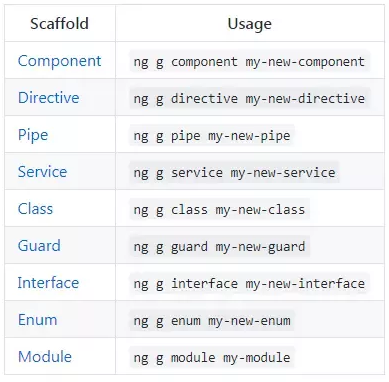 Scaffold Usage
Component ng g component my-new-component
Directive ng g directive my-new-directive
Pipe ng g pipe my-new-pipe
Service ng g service my-new-service
Class ng g class my-new-class
Guard ng g guard my-new-guard
Interface ng g interface my-new-interface
Enum ng g enum my-new-enum
Module ng g module my-module